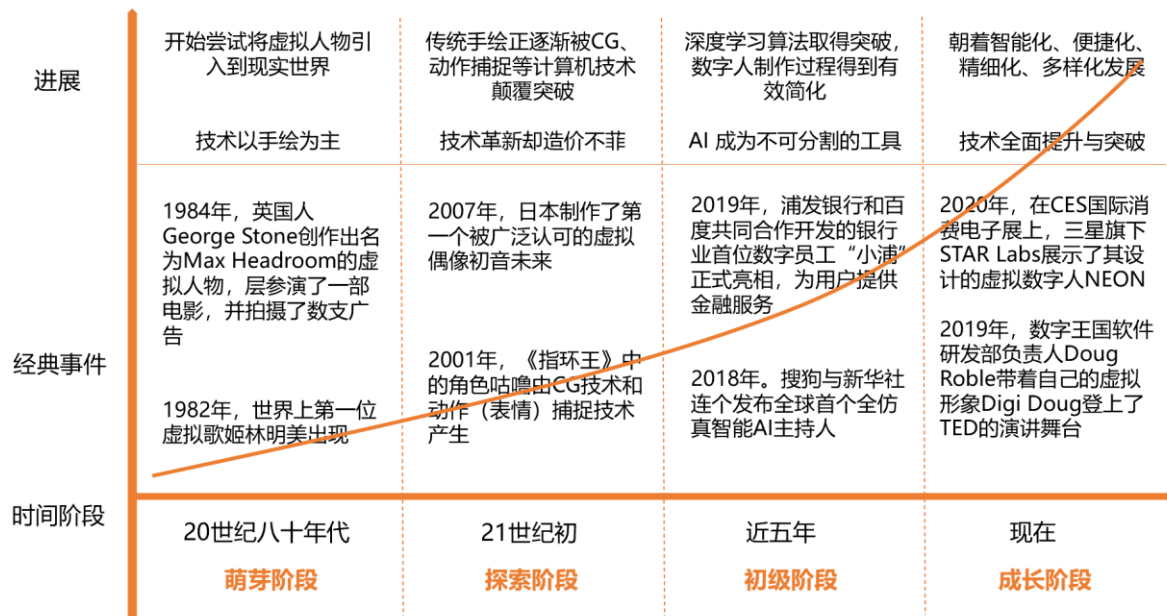 进展
开始尝试将虚拟人物引
入到现实世界
技术以手绘为主
传统手绘正逐渐被CG、
动作捕捉等计算机技术
颠覆突破
技术革新却造价不菲
深度学习算法取得突破，
数字人制作过程得到有
效简化
AI 成为不可分割的工具
朝着智能化、便捷化、
精细化、多样化发展
技术全面提升与突破
经典事件
1984年，英国人
George Stone创作出名
为Max Headroom的虚
拟人物，层参演了一部
电影，并拍摄了数支广
告
1982年，世界上第一位
虚拟歌姬林明美出现
2007年，日本制作了第
一个被广泛认可的虚拟
偶像初音未来
2001年，《指环王》中
的角色咕噜由CG技术和
动作（表情）捕捉技术
产生
2019年，浦发银行和百
度共同合作开发的银行
业首位数字员工“小浦”
正式亮相，为用户提供
金融服务
2018年。搜狗与新华社
连个发布全球首个全仿
真智能AI主持人
2020年，在CES国际消
费电子展上，三星旗下
STAR Labs展示了其设
计的虚拟数字人NEON
2019年，数字王国软件
研发部负责人Doug
Roble带着自己的虚拟
形象Digi Doug登上了
TED的演讲舞台
时间阶段
20世纪八十年代
萌芽阶段
21世纪初
探索阶段
近五年
初级阶段
现在
成长阶段